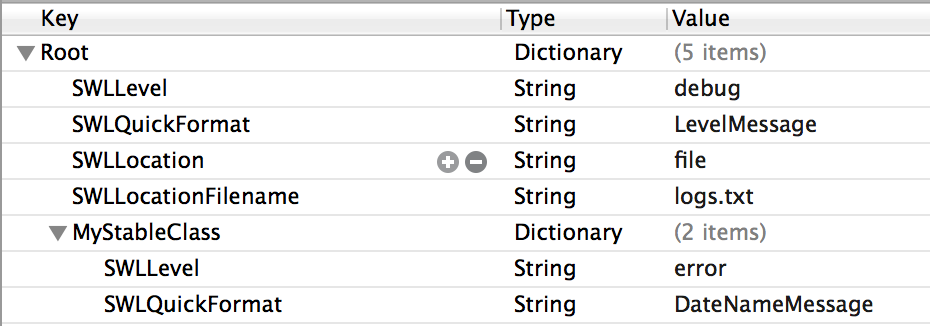 Key Type Value
Root Dictionary (5 items)
SWLLevel String debug
SWLQuickFormat String LevelMessage
SWLLocation String file
SWLLocationFilename String logs.txt
MyStableClass Dictionary (2 items)
SWLLevel String error
SWLQuickFormat String DateNameMessage